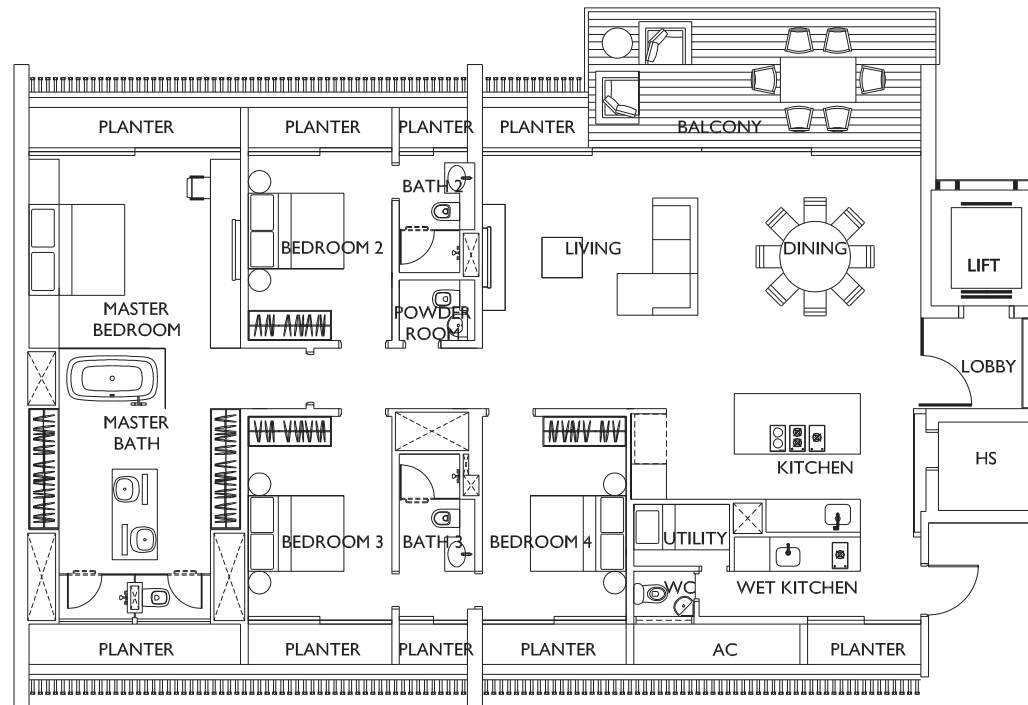 PLANTER
PLANTER
PLANTER
PLANTER
BALCONY
BATH 2
BEDROOM 2
LIVING
DINING
LIFT
MASTER
BEDROOM
POWDER
ROOM
LOBBY
MASTER
BATH
KITCHEN
HS
BEDROOM 3
BATH 3
BEDROOM 4
UTILITY
WC
WET KITCHEN
PLANTER
PLANTER
PLANTER
PLANTER
AC
PLANTER